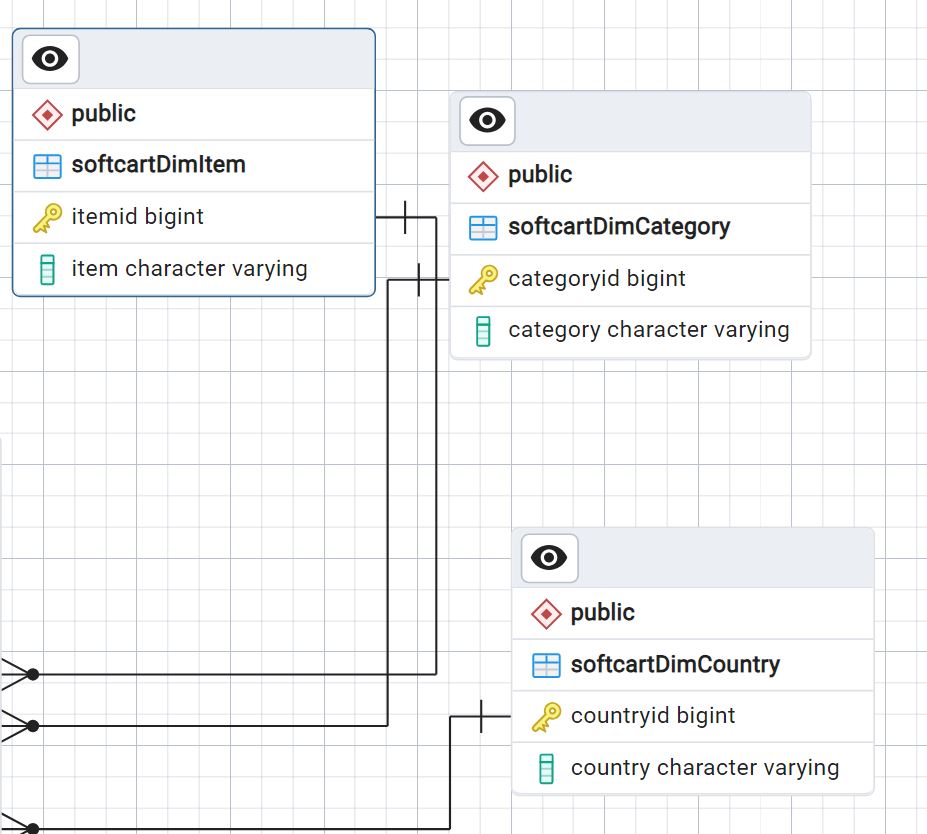 public
softcartDimItem
itemid bigint
item character varying
public
softcartDimCategory
categoryid bigint
category character varying
public
softcartDimCountry
countryid bigint
country character varying